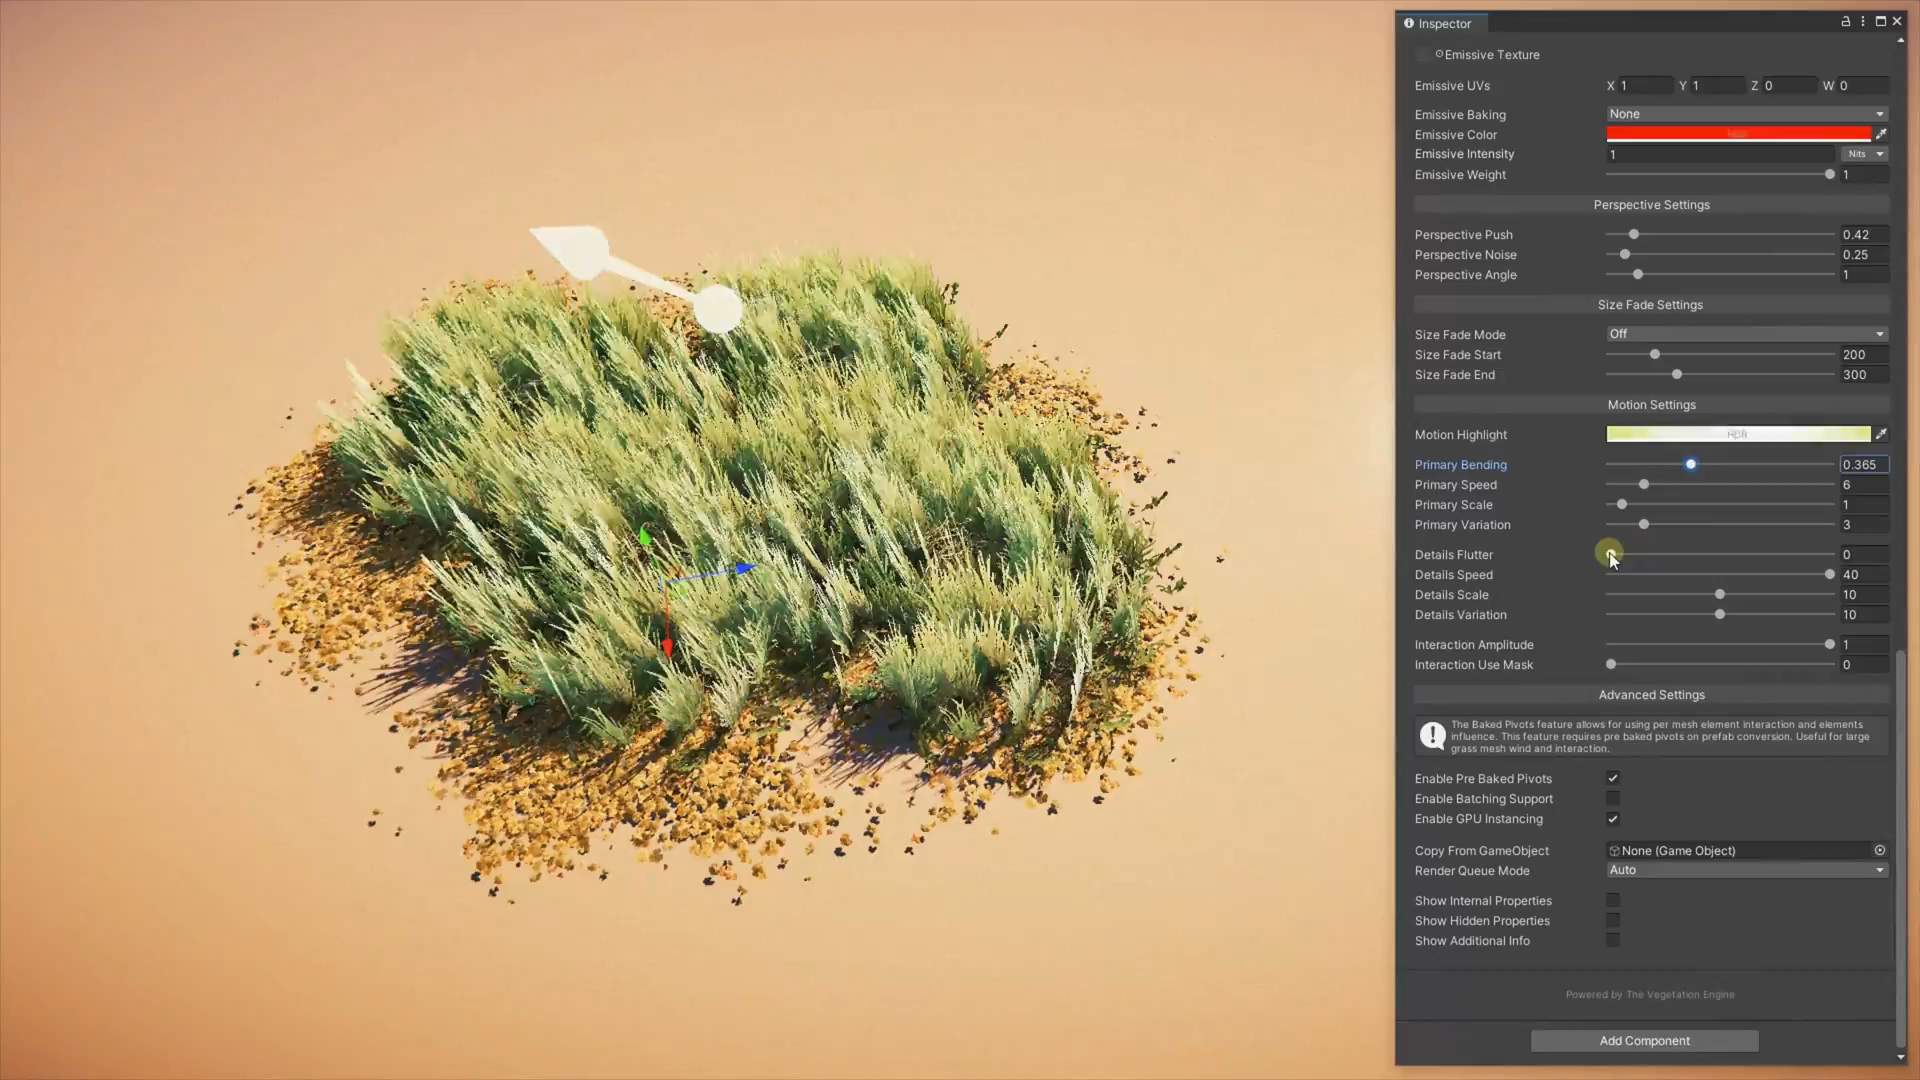 Inspector
Emissive Texture
Emissive UVs X 1 Y 1 Z 0 W 0
Emissive Baking None
Emissive Color HDR
Emissive Intensity 1 Nits
Emissive Weight 1
Perspective Settings
Perspective Push 0.42
Perspective Noise 0.25
Perspective Angle 1
Size Fade Settings
Size Fade Mode Off
Size Fade Start 200
Size Fade End 300
Motion Settings
Motion Highlight HDR
Primary Bending 0.365
Primary Speed 6
Primary Scale 1
Primary Variation 3
Details Flutter 0
Details Speed 40
Details Scale 10
Details Variation 10
Interaction Amplitude 1
Interaction Use Mask 0
Advanced Settings
The Baked Pivots feature allows for using per mesh element interaction and elements
influence. This feature requires pre baked pivots on prefab conversion. Useful for large
grass mesh wind and interaction.
Enable Pre Baked Pivots
Enable Batching Support
Enable GPU Instancing
Copy From GameObject None (Game Object)
Render Queue Mode Auto
Show Internal Properties
Show Hidden Properties
Show Additional Info
Powered by The Vegetation Engine
Add Component